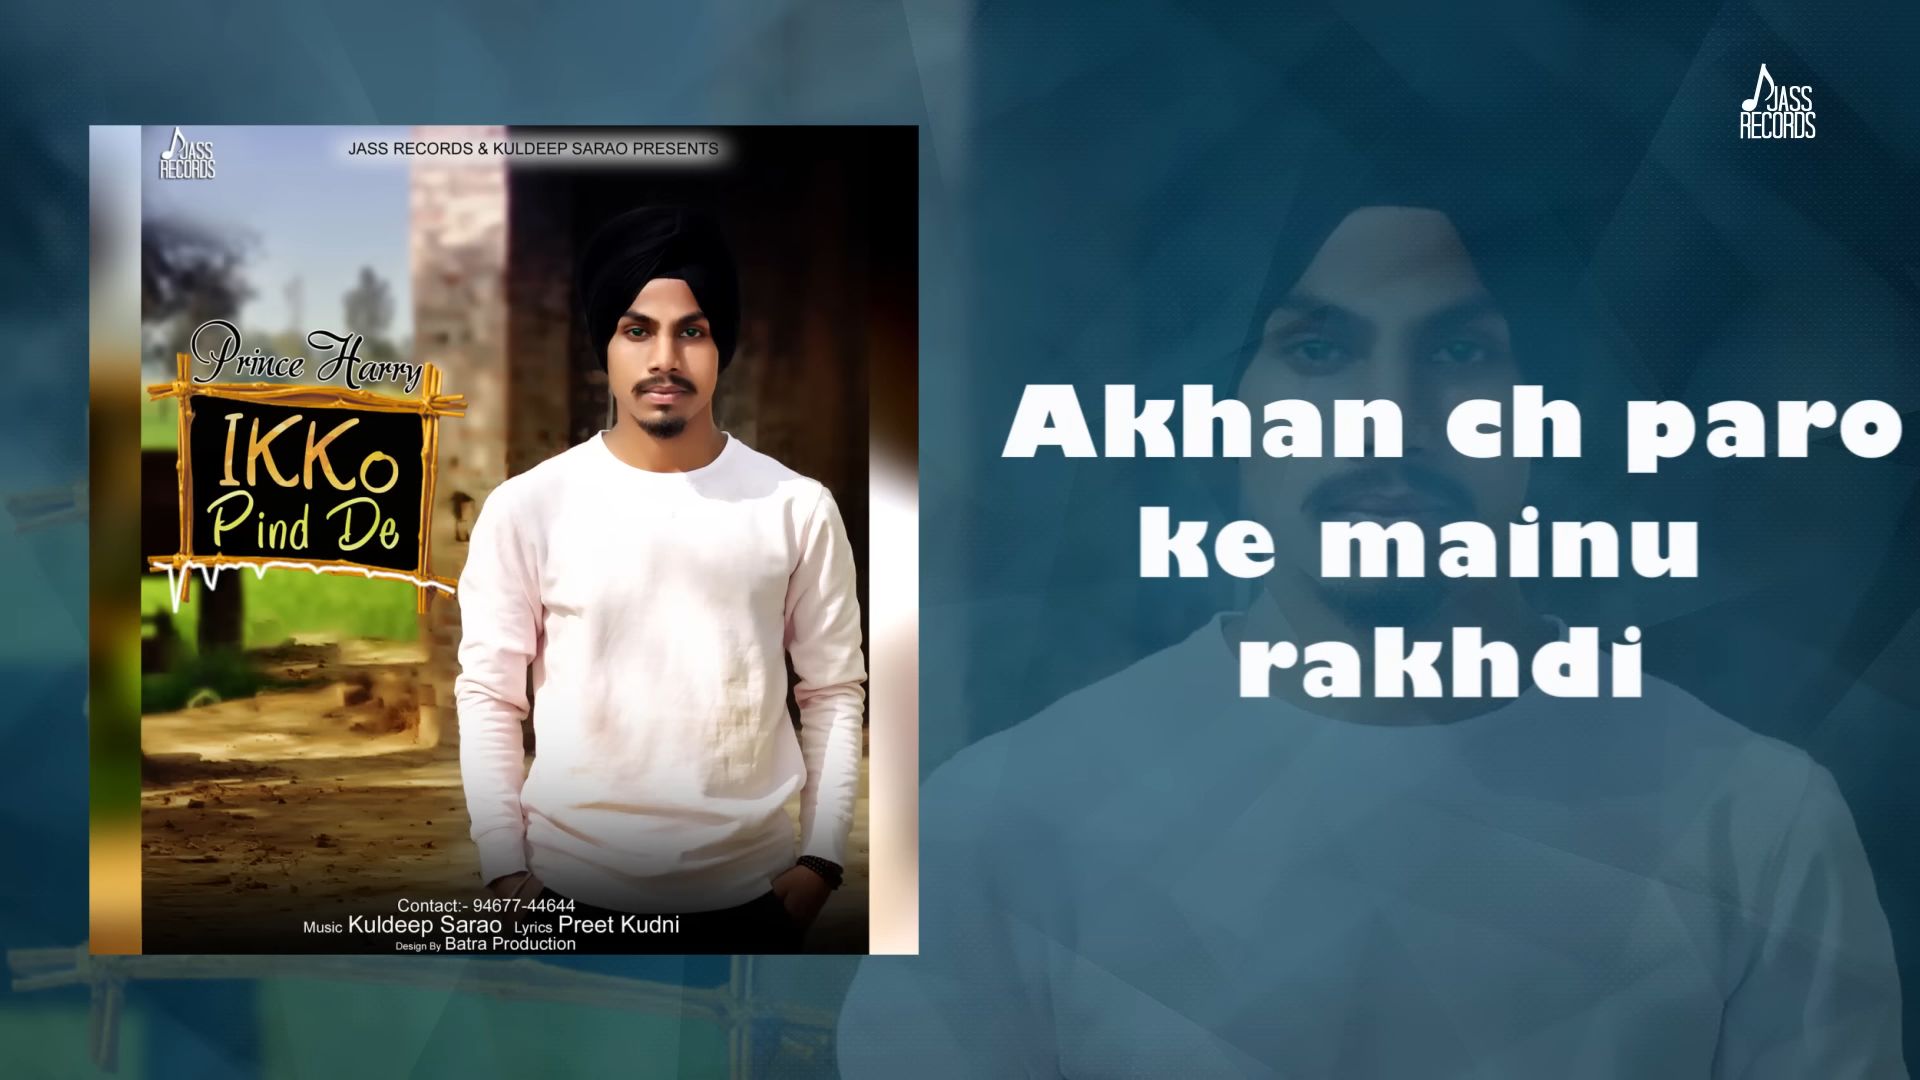 JASS
RECORDS
JASS RECORDS & KULDEEP SARAO PRESENTS
Prince Harry
IKKo
Pind De
Contact:- 94677-44644
Music Kuldeep Sarao Lyrics Preet Kudni
Design By Batra Production
JASS
RECORDS
Akhan ch paro
ke mainu
rakhdi